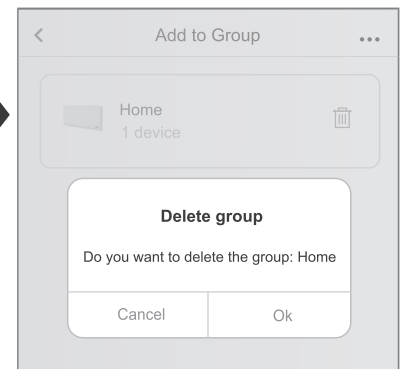 Add to Group
Home
1 device
Delete group
Do you want to delete the group: Home
Cancel Ok